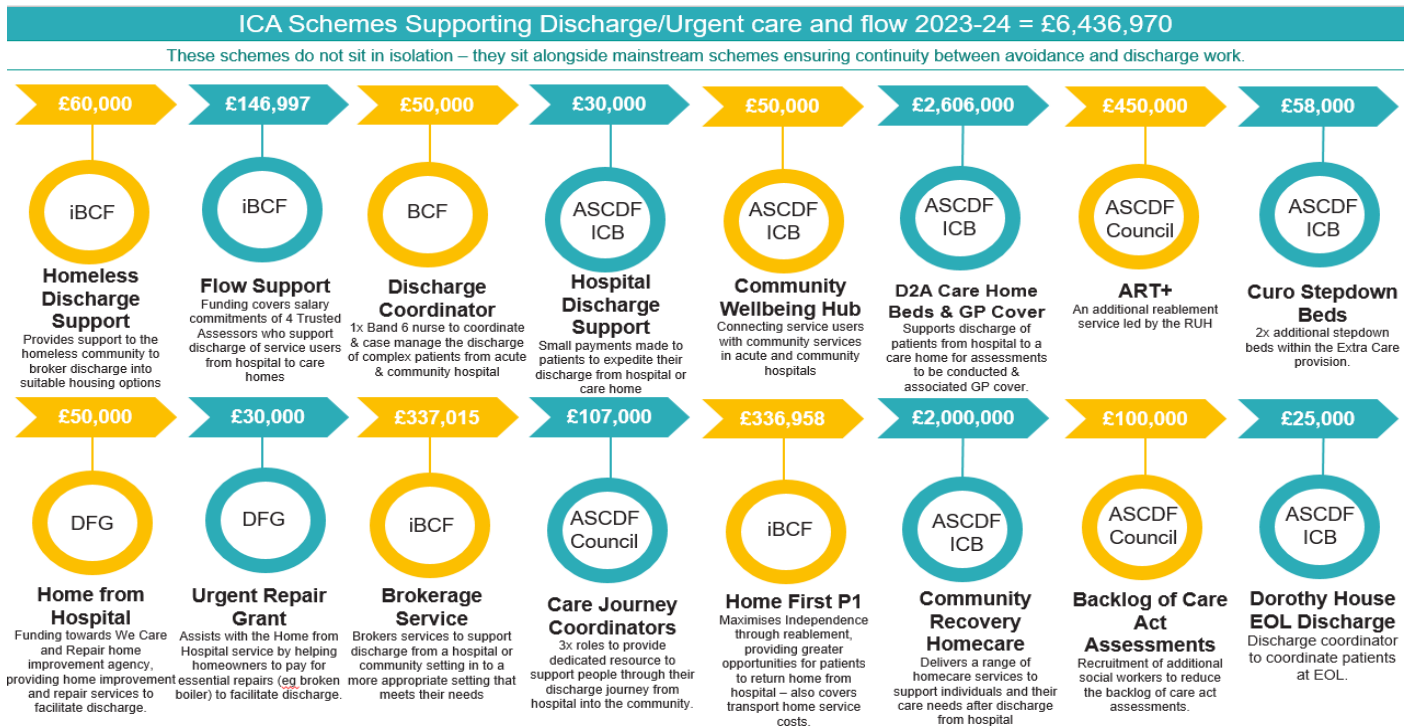 ICA Schemes Supporting Discharge/Urgent care and flow 2023-24 = £6,436,970
These schemes do not sit in isolation – they sit alongside mainstream schemes ensuring continuity between avoidance and discharge work.
£60,000
iBCF
Homeless
Discharge
Support
Provides support to the
homeless community to
broker discharge into
suitable housing options
£146,997
iBCF
Flow Support
Funding covers salary
commitments of 4 Trusted
Assessors who support
discharge of service users
from hospital to care
homes
£50,000
BCF
Discharge
Coordinator
1x Band 6 nurse to coordinate
& case manage the discharge
of complex patients from acute
& community hospital
£30,000
ASCDF
ICB
Hospital
Discharge
Support
Small payments made to
patients to expedite their
discharge from hospital or
care home
£50,000
ASCDF
ICB
Community
Wellbeing Hub
Connecting service users
with community services
in acute and community
hospitals
£2,606,000
ASCDF
ICB
D2A Care Home
Beds & GP Cover
Supports discharge of
patients from hospital to a
care home for assessments
to be conducted &
associated GP cover.
£450,000
ASCDF
Council
ART+
An additional reablement
service led by the RUH
£58,000
ASCDF
ICB
Curo Stepdown
Beds
2x additional stepdown
beds within the Extra Care
provision.
£50,000
DFG
Home from
Hospital
Funding towards We Care
and Repair home
improvement agency,
providing home improvement
and repair services to
facilitate discharge.
£30,000
DFG
Urgent Repair
Grant
Assists with the Home from
Hospital service by helping
homeowners to pay for
essential repairs (eg broken
boiler) to facilitate discharge.
£337,015
iBCF
Brokerage
Service
Brokers services to support
discharge from a hospital or
community setting in to a
more appropriate setting that
meets their needs
£107,000
ASCDF
Council
Care Journey
Coordinators
3x roles to provide
dedicated resource to
support people through their
discharge journey from
hospital into the community.
£336,958
iBCF
Home First P1
Maximises Independence
through reablement,
providing greater
opportunities for patients
to return home from
hospital – also covers
transport home service
costs.
£2,000,000
ASCDF
ICB
Community
Recovery
Homecare
Delivers a range of
homecare services to
support individuals and their
care needs after discharge
from hospital
£100,000
ASCDF
Council
Backlog of Care
Act
Assessments
Recruitment of additional
social workers to reduce
the backlog of care act
assessments.
£25,000
ASCDF
ICB
Dorothy House
EOL Discharge
Discharge coordinator
to coordinate patients
at EOL.